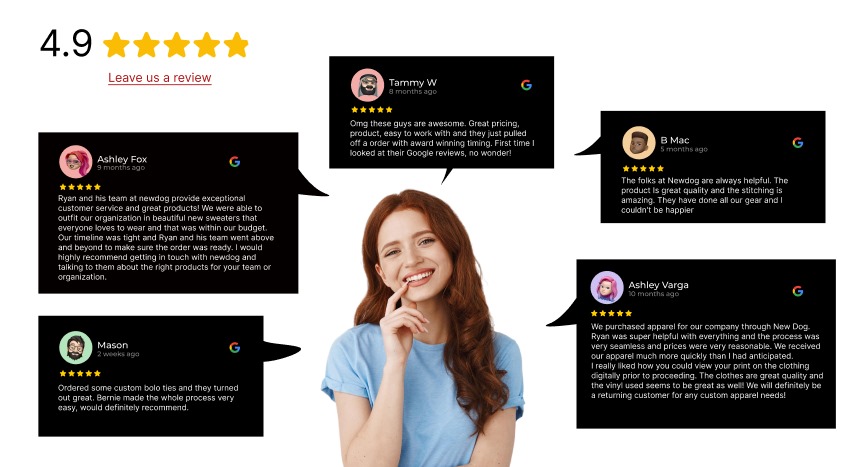 4.9
Leave us a review
Tammy W
8 months ago
Omg these guys are awesome. Great pricing,
product, easy to work with and they just pulled
off a order with award winning timing. First time I
looked at their Google reviews, no wonder!
B Mac
5 months ago
The folks at Newdog are always helpful. The
product is great quality and the stitching is
amazing. They have done all our gear and I
couldn't be happier
Ashley Fox
9 months ago
Ryan and his team at newdog provide exceptional
customer service and great products! We were able to
outfit our organization in beautiful new sweaters that
everyone loves to wear and that was within our budget.
Our timeline was tight and Ryan and his team went above
and beyond to make sure the order was ready. I would
highly recommend getting in touch with newdog and
talking to them about the right products for your team or
organization.
Ashley Varga
10 months ago
We purchased apparel for our company through New Dog.
Ryan was super helpful with everything and the process was
very seamless and prices were very reasonable. We received
our apparel much more quickly than I had anticipated.
I really liked how you could view your print on the clothing
digitally prior to proceeding. The clothes are great quality and
the vinyl used seems to be great as well! We will definitely be
a returning customer for any custom apparel needs!
Mason
2 weeks ago
Ordered some custom bolo ties and they turned
out great. Bernie made the whole process very
easy, would definitely recommend.